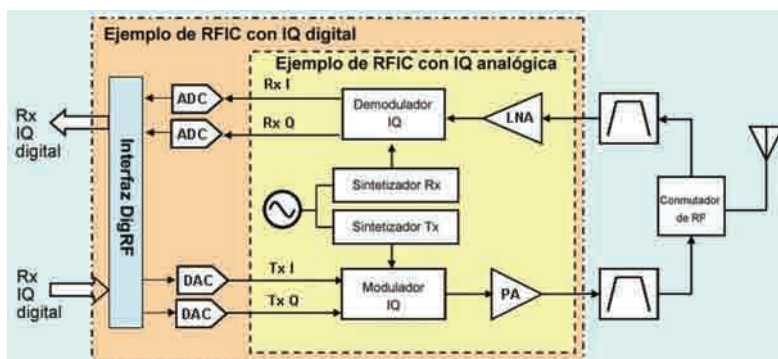 Ejemplo de RFIC con IQ digital
Ejemplo de RFIC con IQ analógica
Rx
IQ
digital
Interfaz DigRF
ADC
ADC
Rx I
Rx Q
Demodulador
IQ
LNA
Sintetizador Rx
Sintetizador Tx
Conmutador
de RF
Rx
IQ
digital
DAC
DAC
Tx I
Tx Q
Modulador
IQ
PA